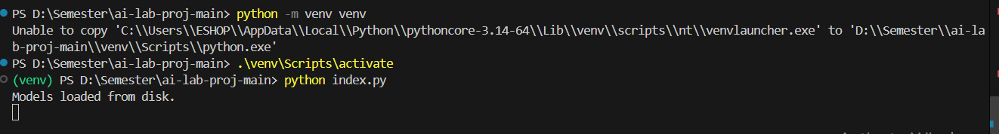 PS D:\Semester\ai-lab-proj-main> python -m venv venv
Unable to copy 'C:\\Users\\ESHOP\\AppData\\Local\\Python\\pythoncore-3.14-64\\Lib\\venv\\scripts\\nt\\venvlauncher.exe' to 'D:\\Semester\\ai-la
b-proj-main\\venv\\Scripts\\python.exe'
PS D:\Semester\ai-lab-proj-main> .\venv\Scripts\activate
(venv) PS D:\Semester\ai-lab-proj-main> python index.py
Models loaded from disk.